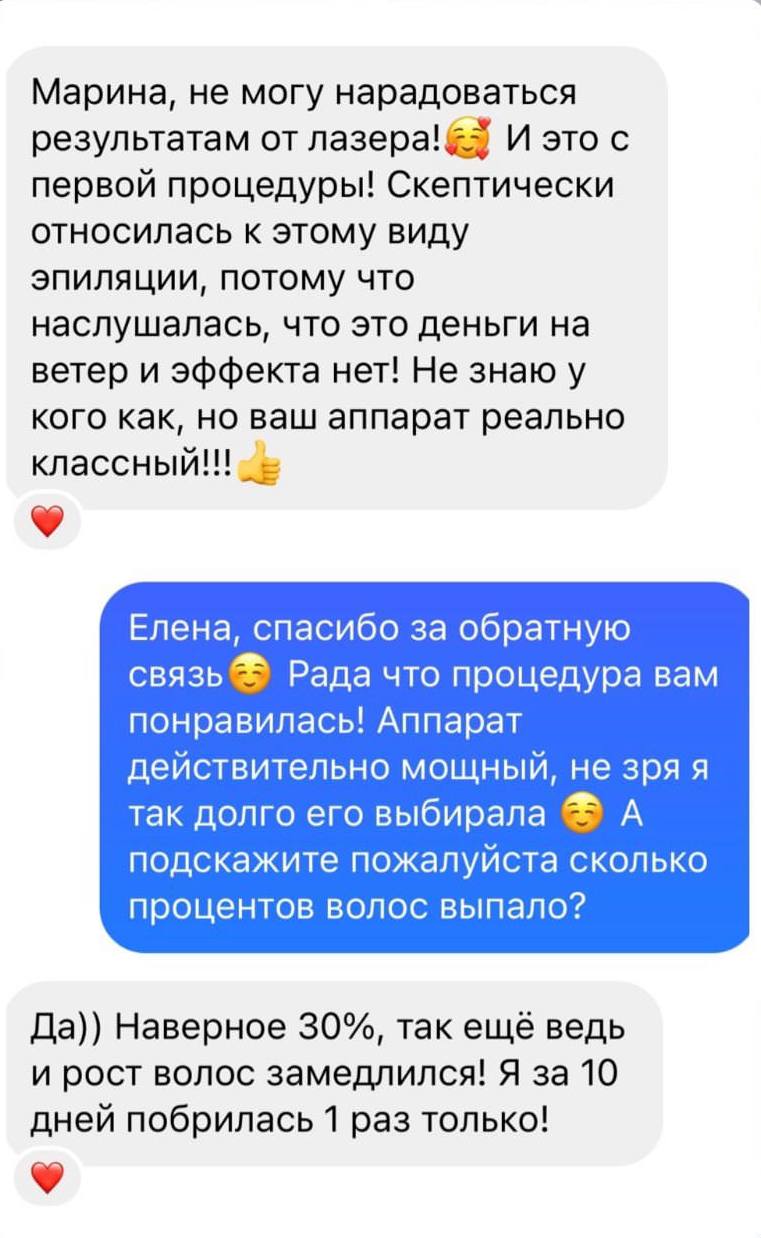 Марина, не могу нарадоваться
результатам от лазера!🥰 И это с
первой процедуры! Скептически
относилась к этому виду
эпиляции, потому что
наслушалась, что это деньги на
ветер и эффекта нет! Не знаю у
кого как, но ваш аппарат реально
классный!!!👍
❤️
Елена, спасибо за обратную
связь☺️ Рада что процедура вам
понравилась! Аппарат
действительно мощный, не зря я
так долго его выбирала ☺️ А
подскажите пожалуйста сколько
процентов волос выпало?
Да)) Наверное 30%, так ещё ведь
и рост волос замедлился! Я за 10
дней побрилась 1 раз только!
❤️